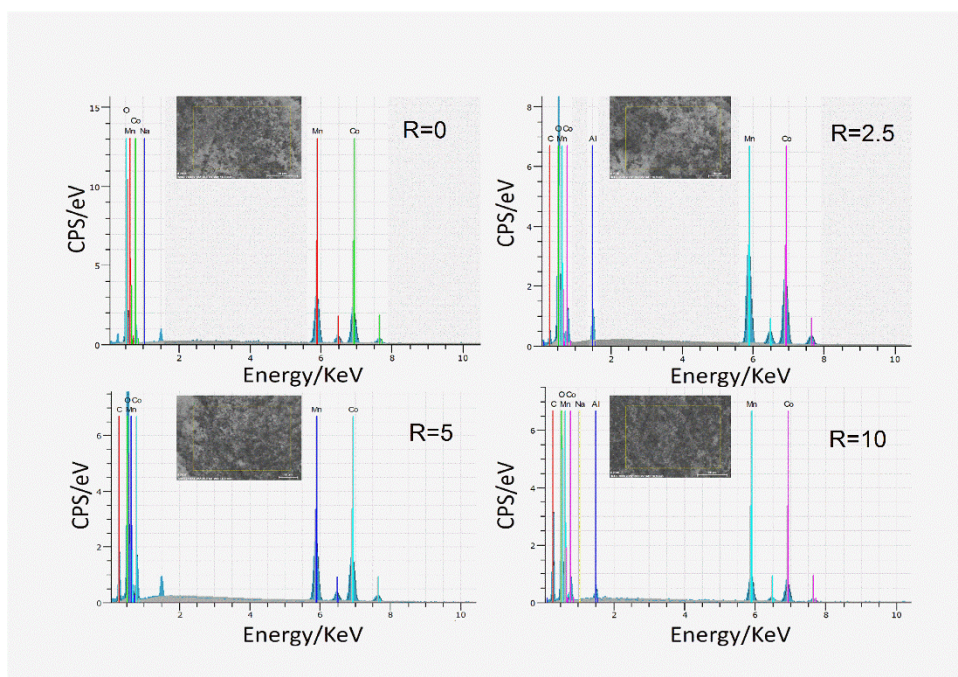 O
Co
Mn Na
Mn
Co
R=0
15
10
5
0
CPS/eV
2 4 6 8 10
Energy/KeV
O Co
C Mn Al
Mn
Co
R=2.5
8
6
4
2
0
CPS/eV
2 4 6 8 10
Energy/KeV
O Co
C Mn
Mn
Co
R=5
6
4
2
0
CPS/eV
2 4 6 8 10
Energy/KeV
O Co
C Mn Na Al
Mn
Co
R=10
6
4
2
0
CPS/eV
2 4 6 8 10
Energy/KeV